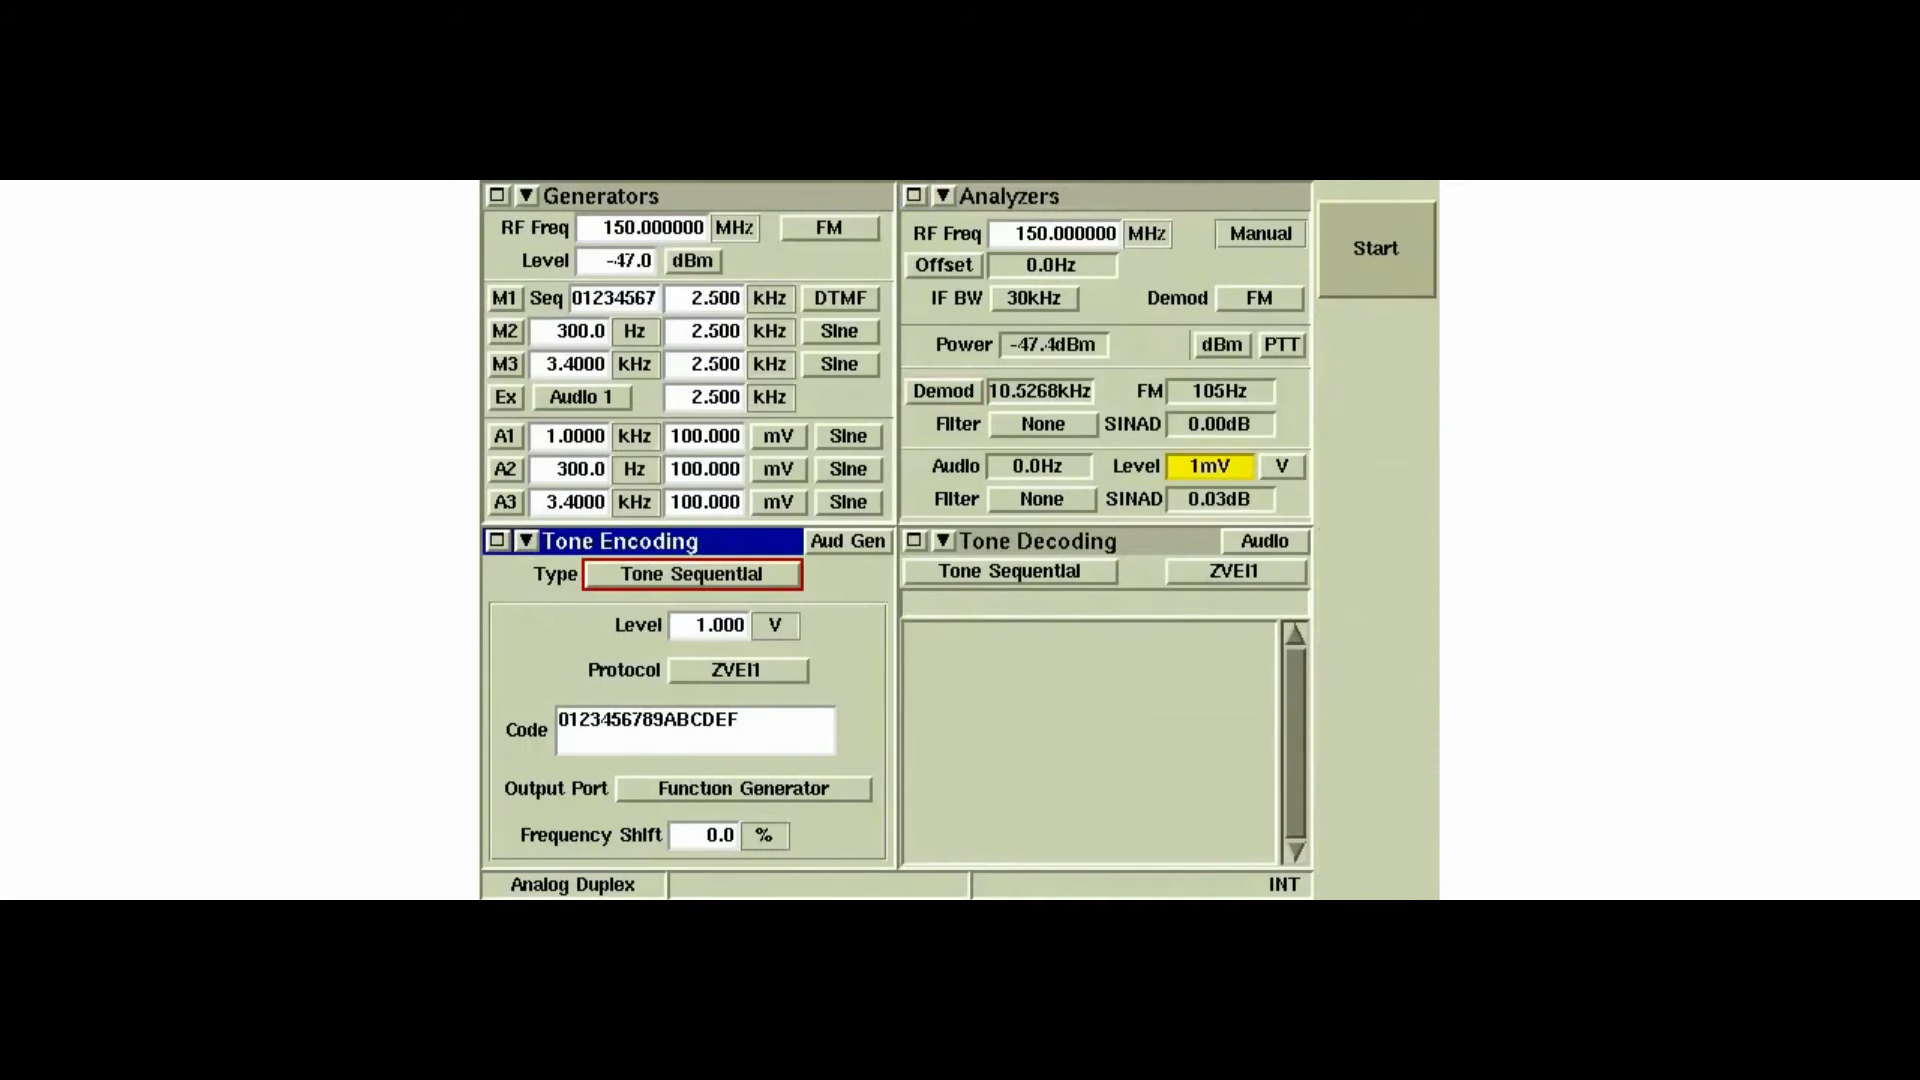 Generators
RF Freq 150.000000 MHz FM
Level -47.0 dBm
M1 Seq 01234567 2.500 kHz DTMF
M2 300.0 Hz 2.500 kHz Sine
M3 3.4000 kHz 2.500 kHz Sine
Ex Audio 1 2.500 kHz
A1 1.0000 kHz 100.000 mV Sine
A2 300.0 Hz 100.000 mV Sine
A3 3.4000 kHz 100.000 mV Sine
Analyzers
RF Freq 150.000000 MHz Manual
Offset 0.0Hz
IF BW 30kHz Demod FM
Power -47.4dBm dBm PTT
Demod 10.5268kHz FM 105Hz
Filter None SINAD 0.00dB
Audio 0.0Hz Level 1mV V
Filter None SINAD 0.03dB
Start
Tone Encoding Aud Gen
Type Tone Sequential
Level 1.000 V
Protocol ZVEI1
Code 0123456789ABCDEF
Output Port Function Generator
Frequency Shift 0.0 %
Tone Decoding Audio
Tone Sequential ZVEI1
Analog Duplex INT